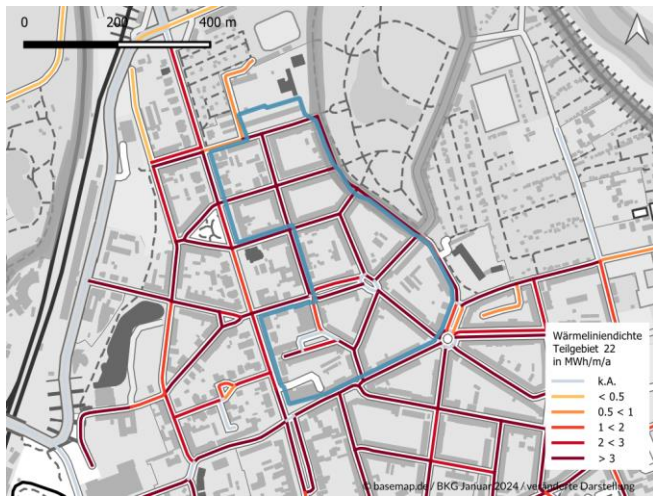 0 200 400 m
Wärmeliniendichte
Teilgebiet 22
in MWh/m/a
k.A.
< 0.5
0.5 < 1
1 < 2
2 < 3
> 3
© basemap.de / BKG Januar 2024 / veränderte Darstellung